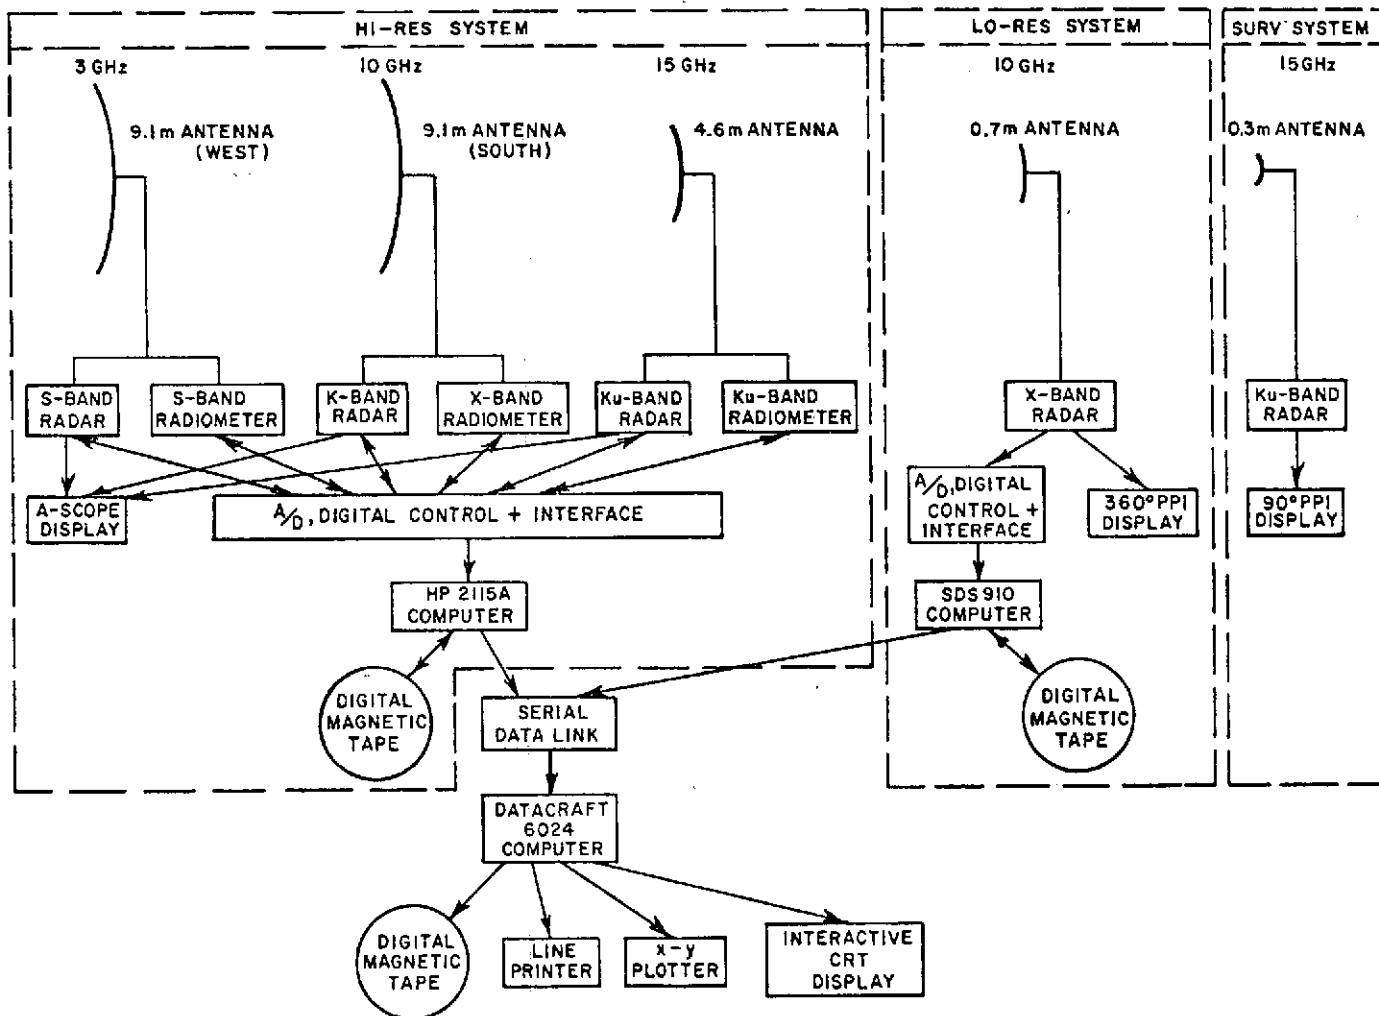 HI-RES SYSTEM
LO-RES SYSTEM
SURV SYSTEM
3 GHz
10 GHz
15 GHz
10 GHz
15 GHz
9.1m ANTENNA
(WEST)
9.1m ANTENNA
(SOUTH)
4.6m ANTENNA
0.7m ANTENNA
0.3m ANTENNA
S-BAND
RADAR
S-BAND
RADIOMETER
K-BAND
RADAR
X-BAND
RADIOMETER
Ku-BAND
RADAR
Ku-BAND
RADIOMETER
X-BAND
RADAR
Ku-BAND
RADAR
A-SCOPE
DISPLAY
A/D, DIGITAL CONTROL + INTERFACE
A/D, DIGITAL
CONTROL +
INTERFACE
360° PPI
DISPLAY
90° PPI
DISPLAY
HP 2115A
COMPUTER
SDS 910
COMPUTER
DIGITAL
MAGNETIC
TAPE
SERIAL
DATA LINK
DIGITAL
MAGNETIC
TAPE
DATACRAFT
6024
COMPUTER
DIGITAL
MAGNETIC
TAPE
LINE
PRINTER
x-y
PLOTTER
INTERACTIVE
CRT
DISPLAY